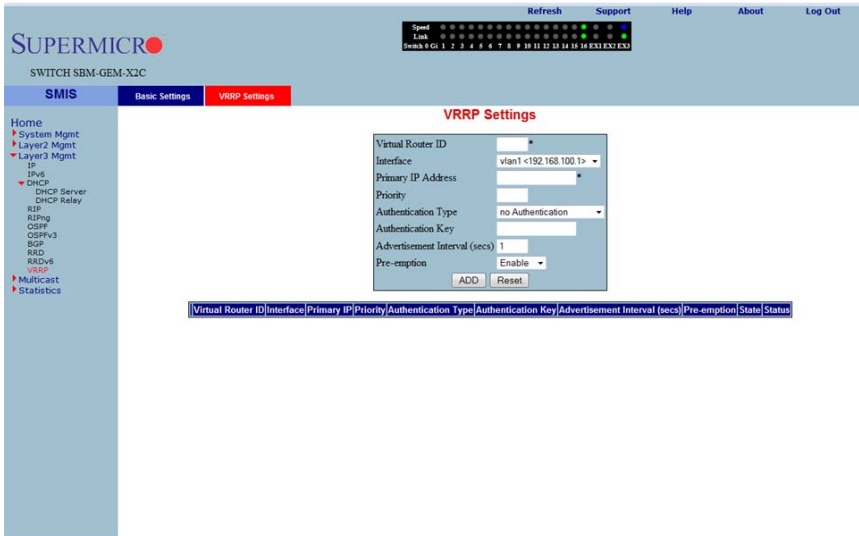 Refresh Support Help About Log Out
Speed
Link
Switch 0 Gi 1 2 3 4 5 6 7 8 9 10 11 12 13 14 15 16 EX1 EX2 EX3
SUPERMICRO
SWITCH SBM-GEM-X2C
SMIS
Basic Settings
VRRP Settings
Home
System Mgmt
Layer2 Mgmt
Layer3 Mgmt
IP
IPv6
DHCP
DHCP Server
DHCP Relay
RIP
RIPng
OSPF
OSPFv3
BGP
RRD
RRDv6
VRRP
Multicast
Statistics
VRRP Settings
Virtual Router ID *
Interface vlan1 <192.168.100.1>
Primary IP Address *
Priority
Authentication Type no Authentication
Authentication Key
Advertisement Interval (secs) 1
Pre-emption Enable
ADD Reset
Virtual Router ID Interface Primary IP Priority Authentication Type Authentication Key Advertisement Interval (secs) Pre-emption State Status